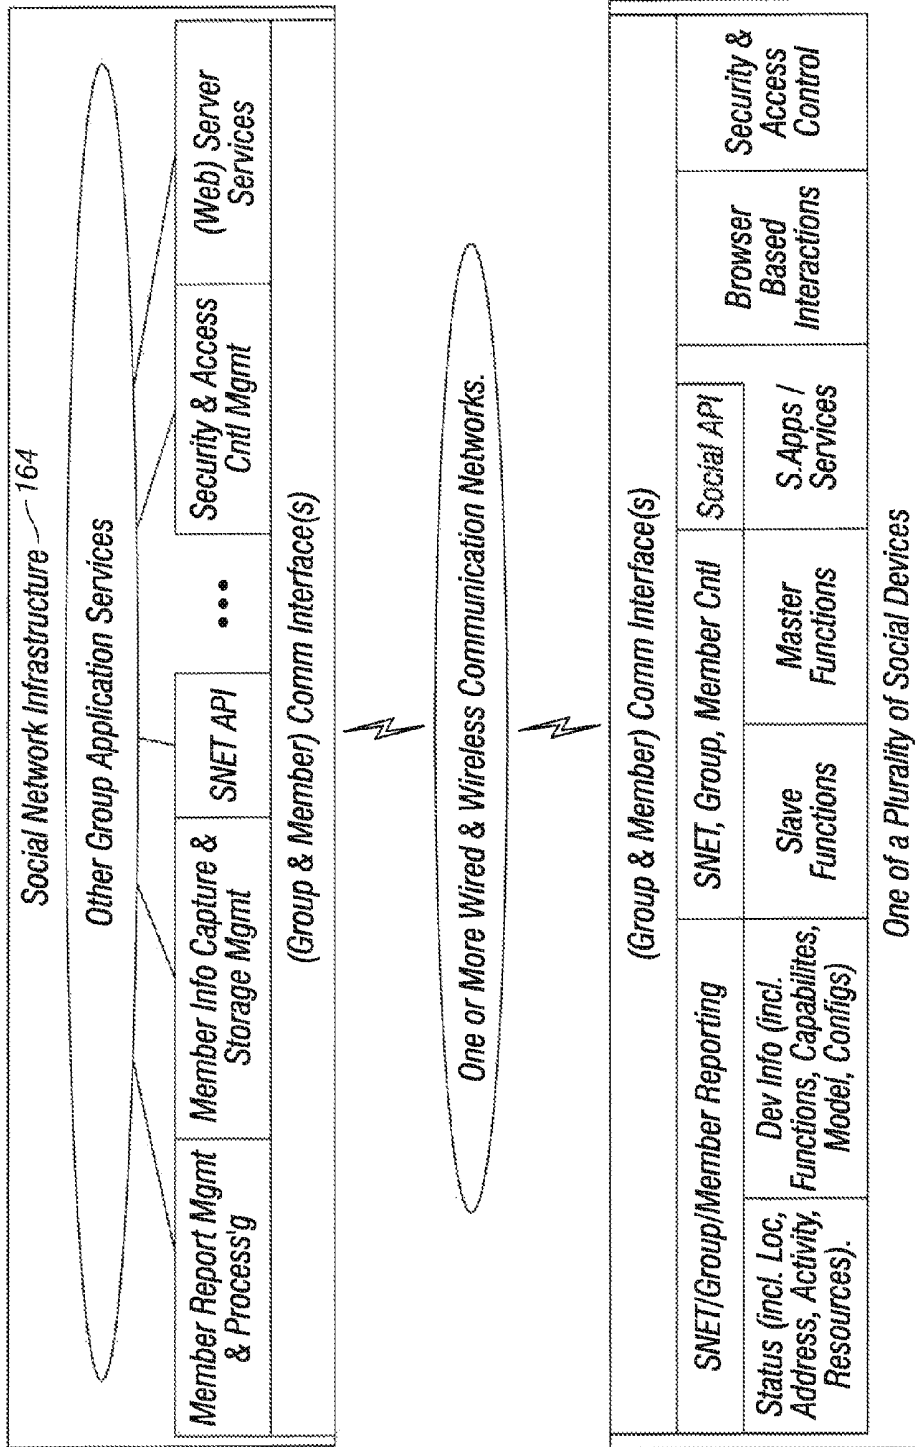 Social Network Infrastructure 164
Other Group Application Services
Member Report Mgmt
& Process'g
Member Info Capture &
Storage Mgmt
SNET API
•••
Security & Access
Cntl Mgmt
(Web) Server
Services
(Group & Member) Comm Interface(s)
One or More Wired & Wireless Communication Networks.
(Group & Member) Comm Interface(s)
SNET/Group/Member Reporting
SNET, Group, Member Cntl
Social API
Status (incl. Loc,
Address, Activity,
Resources).
Dev Info (incl.
Functions, Capabilites,
Model, Configs)
Slave
Functions
Master
Functions
S.Apps /
Services
Browser
Based
Interactions
Security &
Access
Control
One of a Plurality of Social Devices